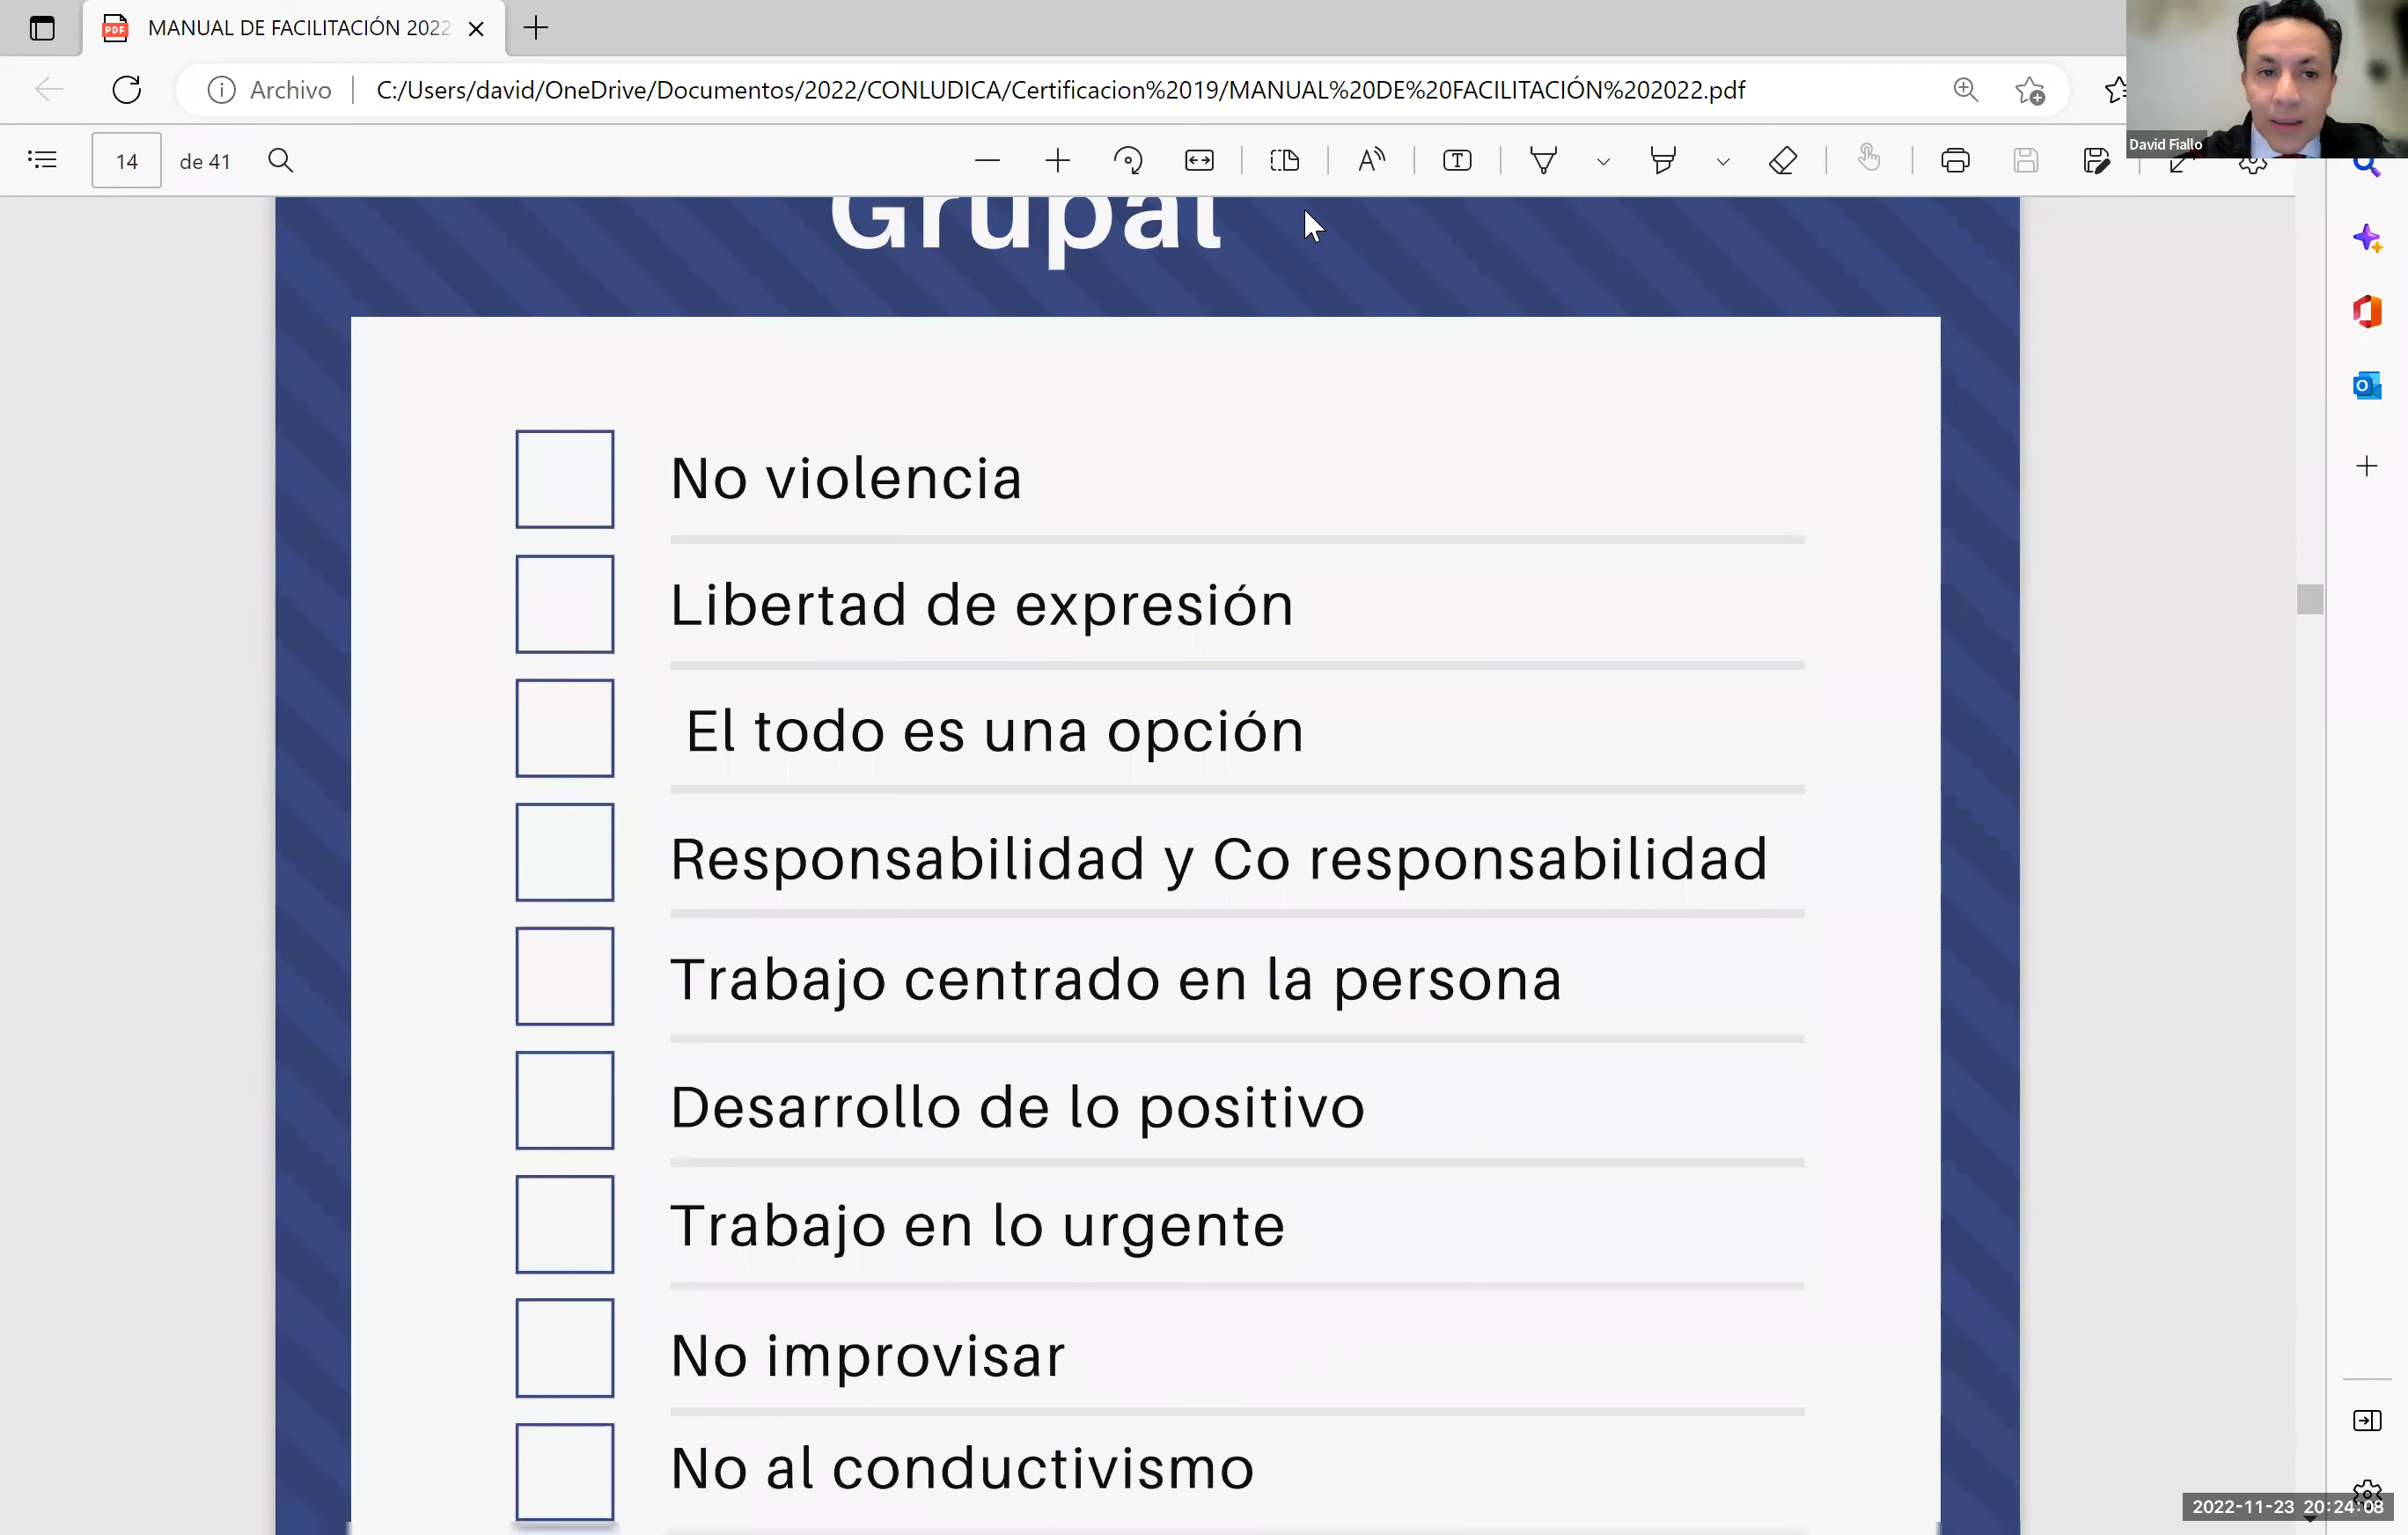 MANUAL DE FACILITACIÓN 2022
Archivo
C:/Users/david/OneDrive/Documentos/2022/CONLUDICA/Certificacion%2019/MANUAL%20DE%20FACILITACIÓN%202022.pdf
14 de 41
David Fiallo
Grupal
No violencia
Libertad de expresión
El todo es una opción
Responsabilidad y Co responsabilidad
Trabajo centrado en la persona
Desarrollo de lo positivo
Trabajo en lo urgente
No improvisar
No al conductivismo
2022-11-23 20:24:08